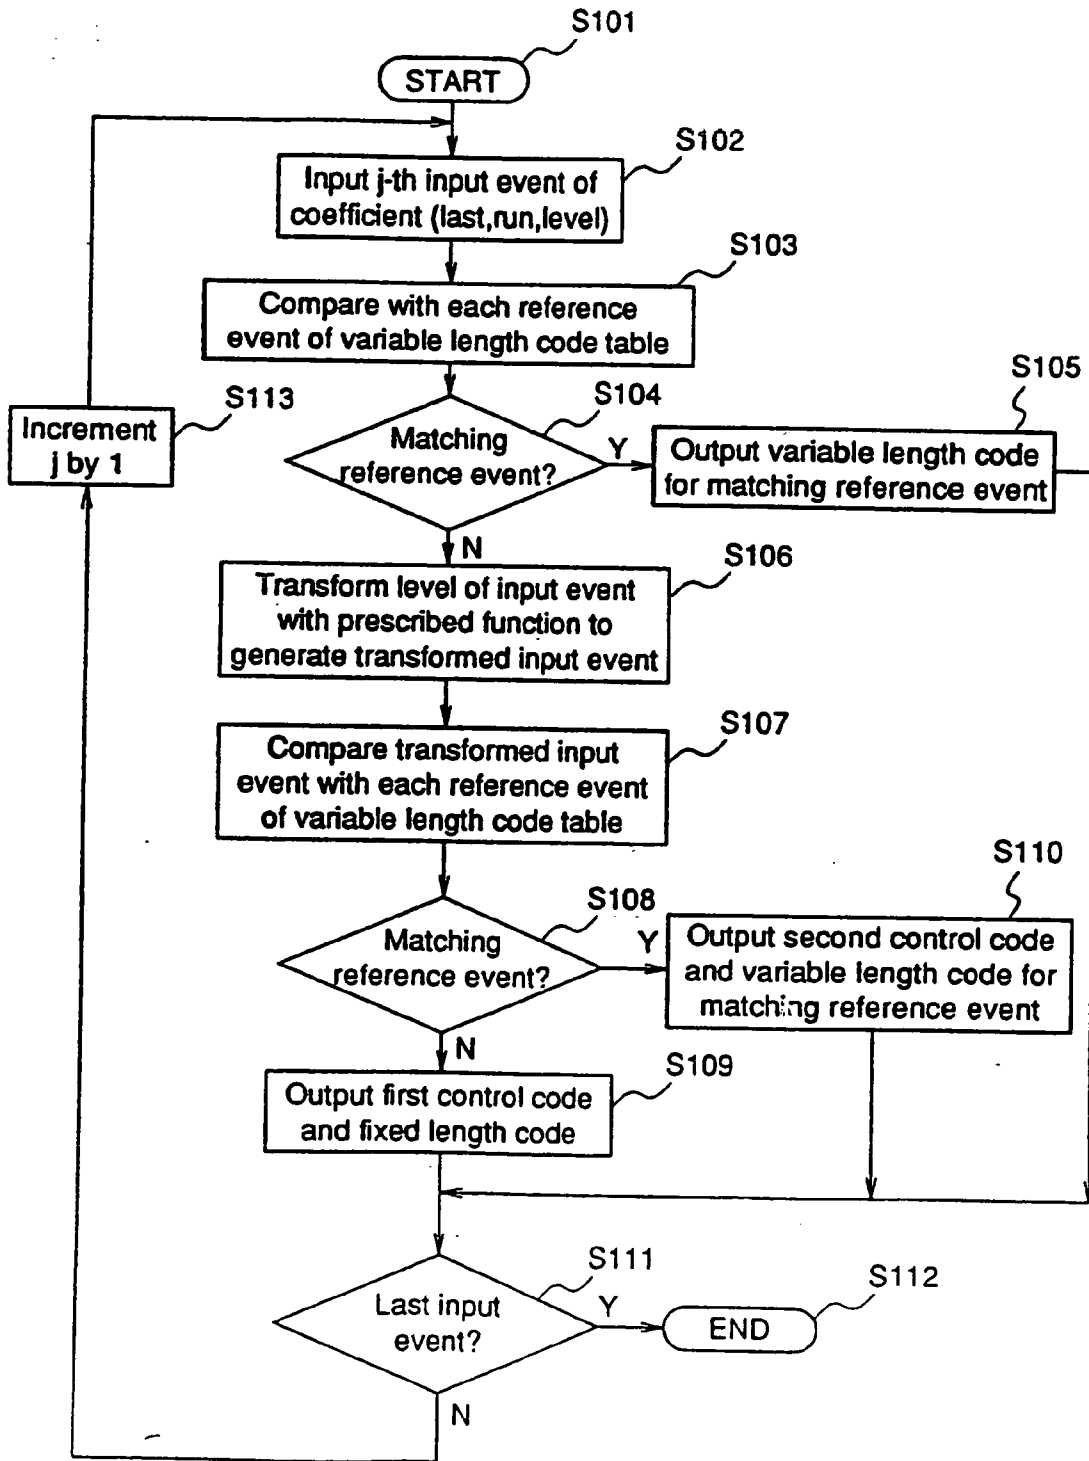 S101
START
S102
Input j-th input event of
coefficient (last,run,level)
S103
Compare with each reference
event of variable length code table
S104
Matching
reference event?
Y
S105
Output variable length code
for matching reference event
S113
Increment
j by 1
N
S106
Transform level of input event
with prescribed function to
generate transformed input event
S107
Compare transformed input
event with each reference event
of variable length code table
S108
Matching
reference event?
Y
S110
Output second control code
and variable length code for
matching reference event
N
S109
Output first control code
and fixed length code
S111
Last input
event?
Y
S112
END
N